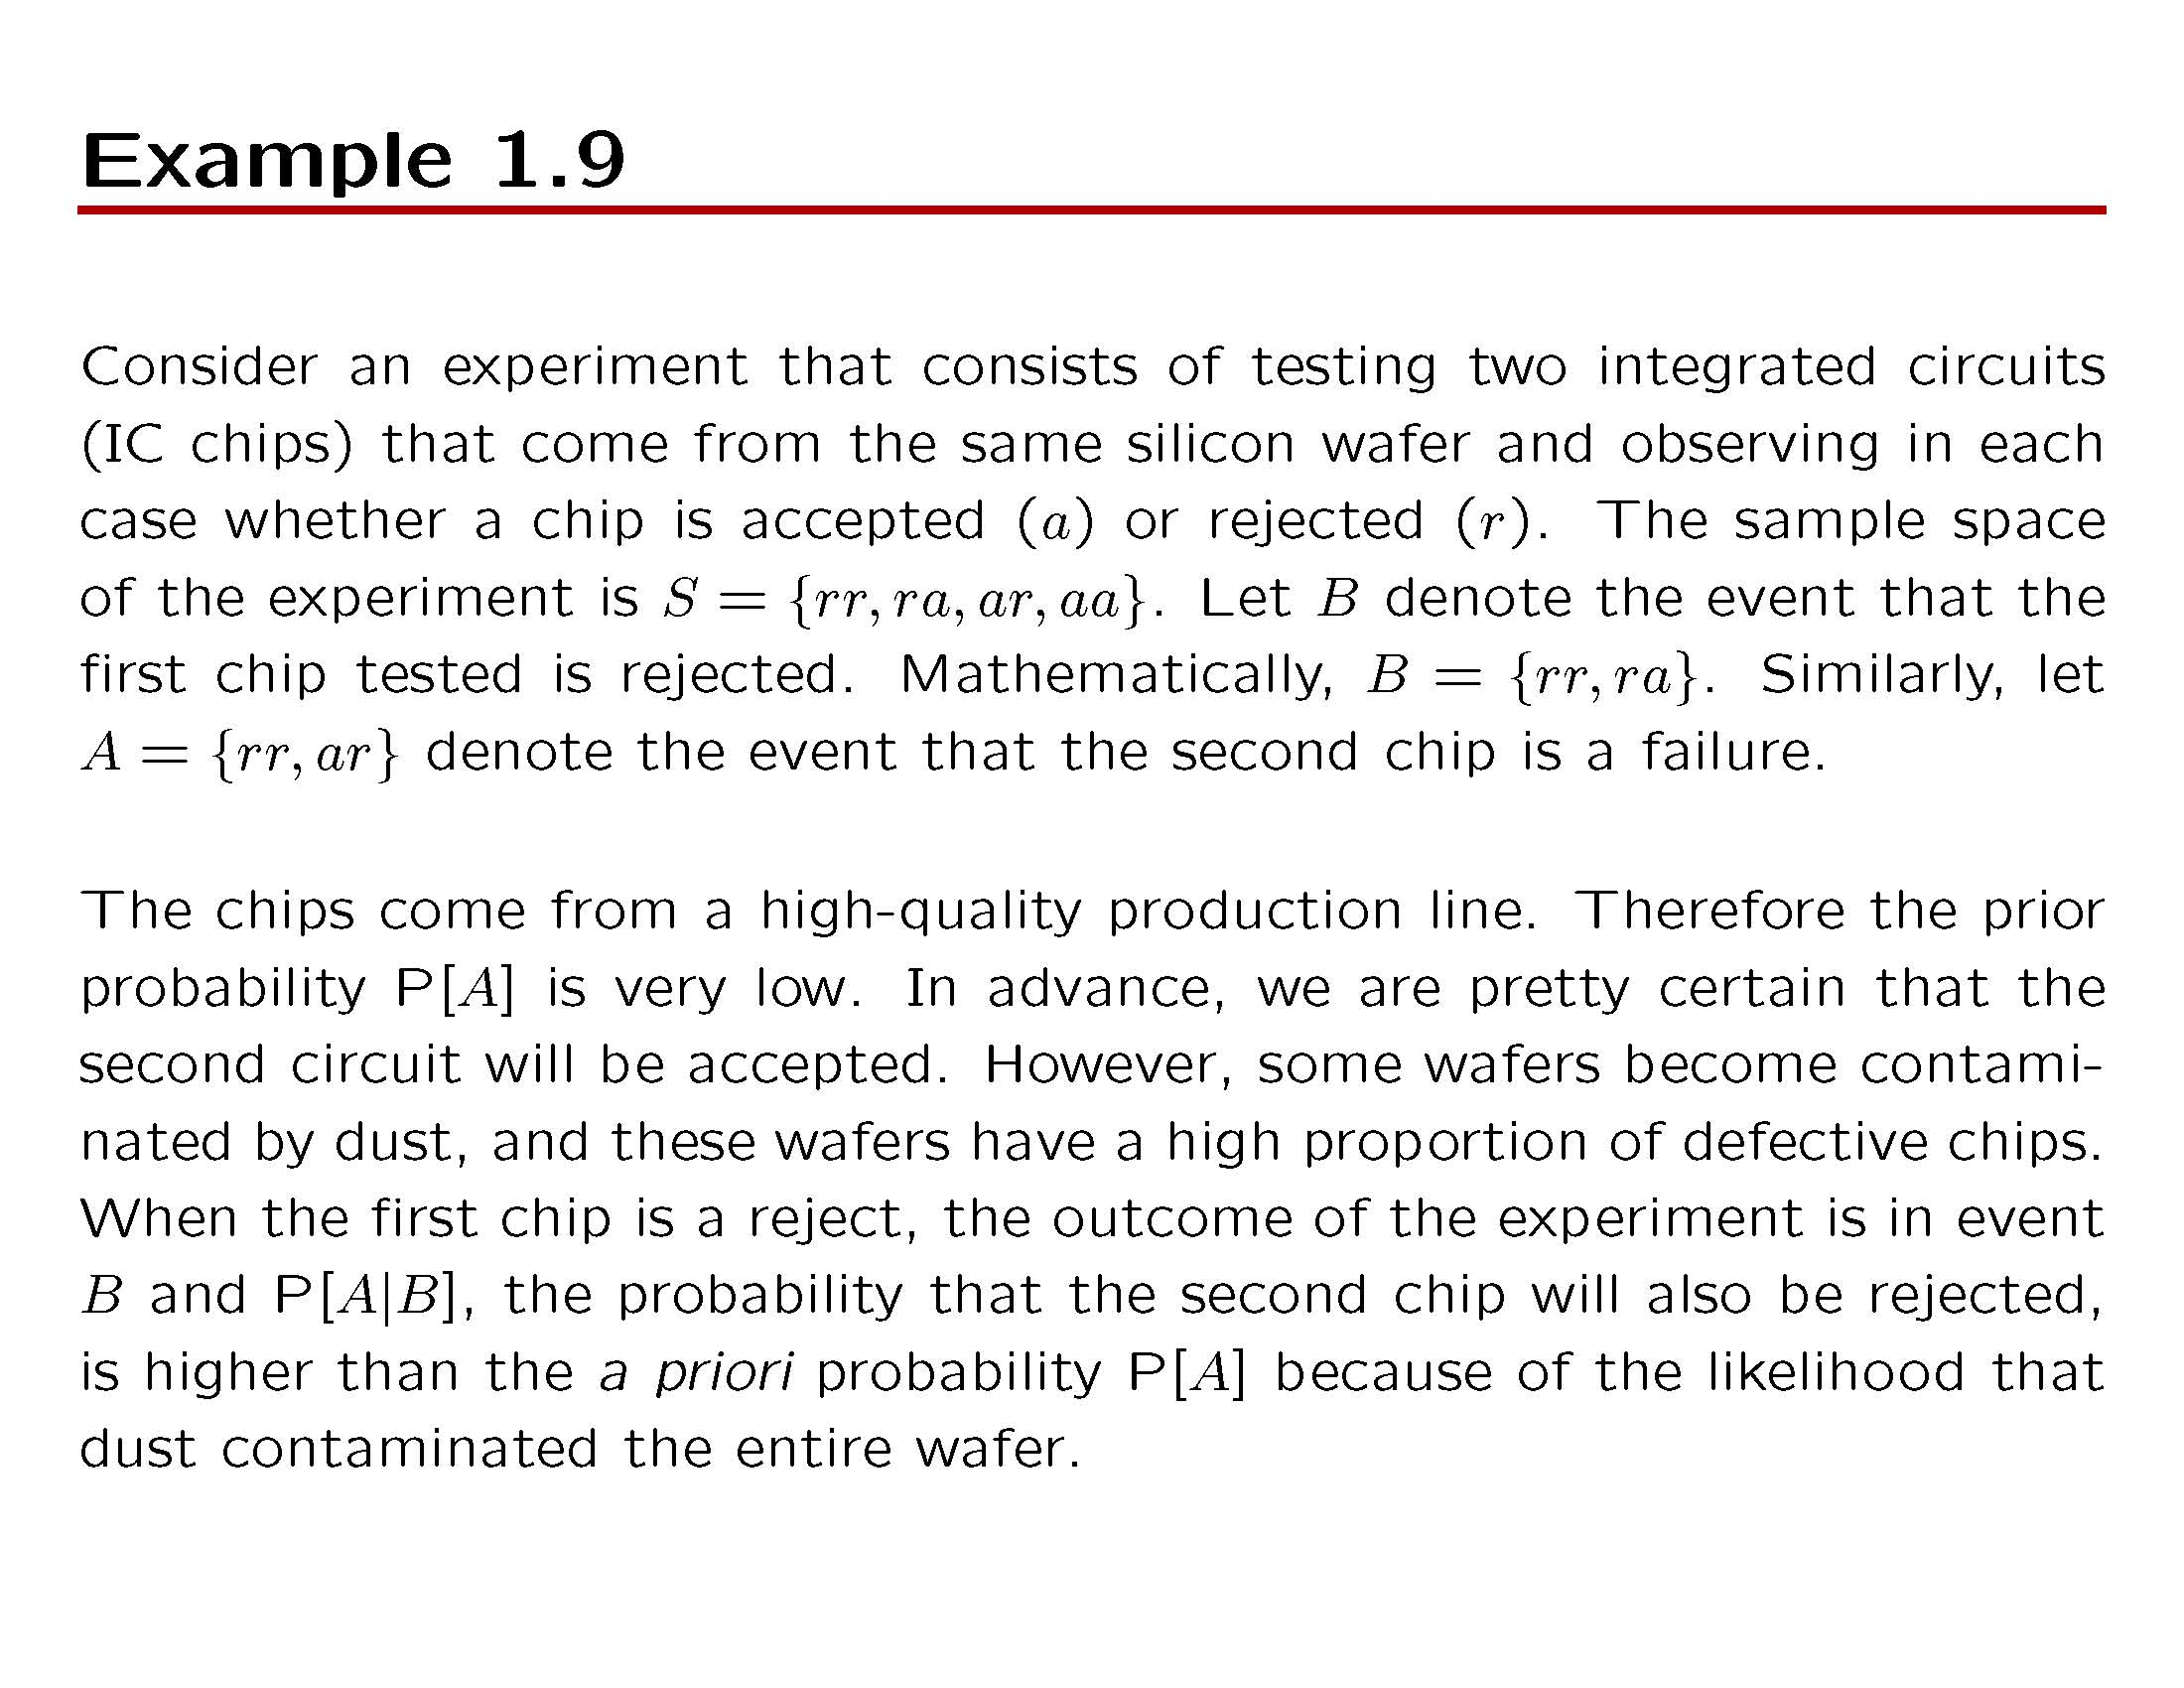 Example 1.9
Consider an experiment that consists of testing two integrated circuits
(IC chips) that come from the same silicon wafer and observing in each
case whether a chip is accepted (a) or rejected (r). The sample space
of the experiment is S = {rr, ra, ar, aa}. Let B denote the event that the
first chip tested is rejected. Mathematically, B = {rr, ra}. Similarly, let
A = {rr, ar} denote the event that the second chip is a failure.
The chips come from a high-quality production line. Therefore the prior
probability P[A] is very low. In advance, we are pretty certain that the
second circuit will be accepted. However, some wafers become contami-
nated by dust, and these wafers have a high proportion of defective chips.
When the first chip is a reject, the outcome of the experiment is in event
B and P[A|B], the probability that the second chip will also be rejected,
is higher than the a priori probability P[A] because of the likelihood that
dust contaminated the entire wafer.